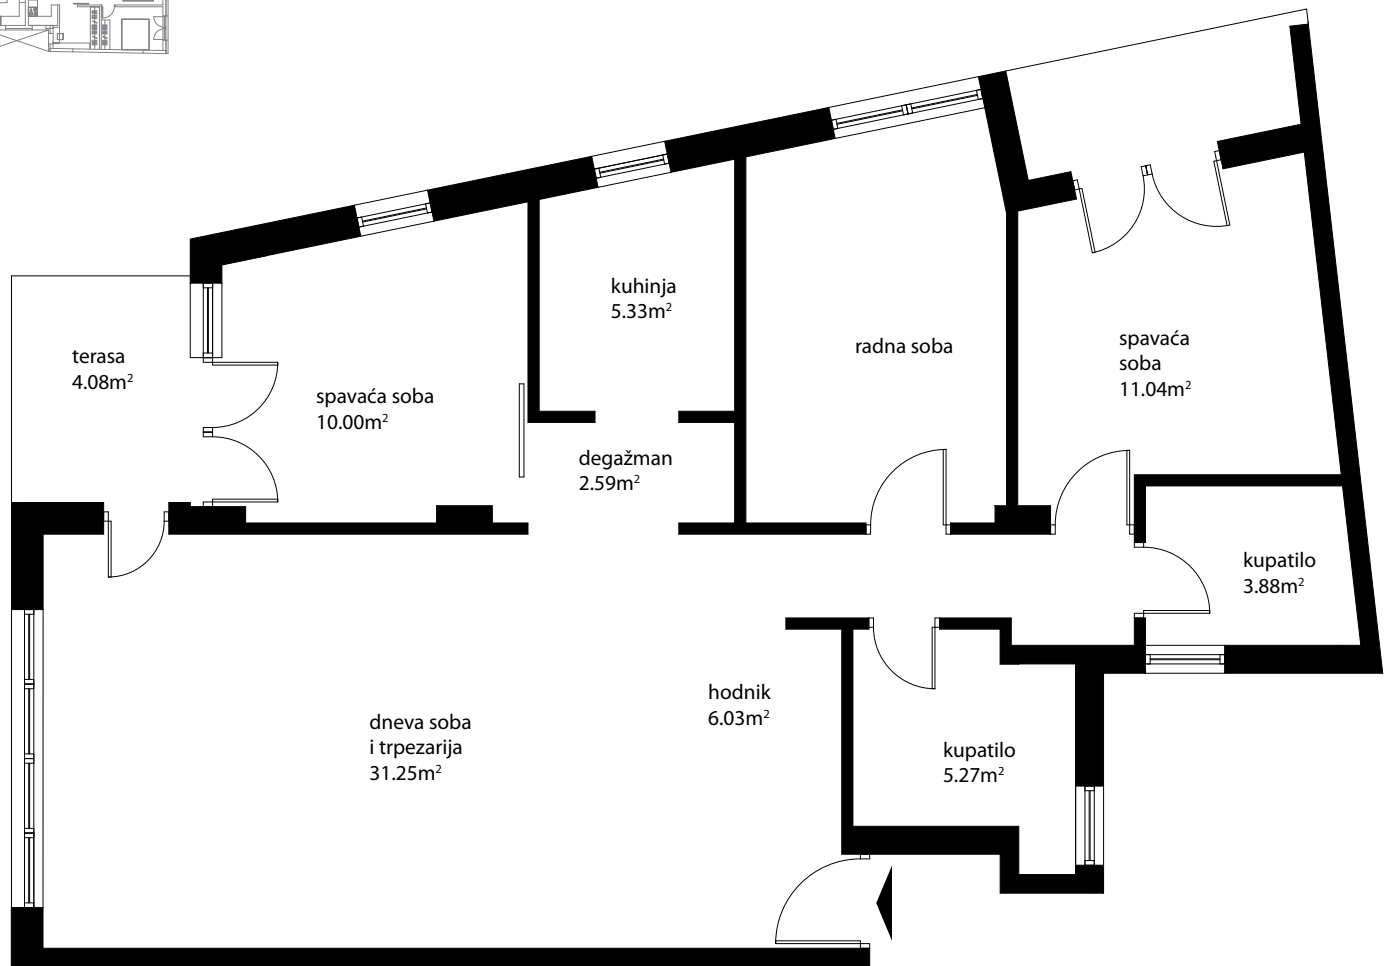 kuhinja
5.33m²
terasa
4.08m²
spavaća soba
10.00m²
radna soba
spavaća
soba
11.04m²
degažman
2.59m²
kupatilo
3.88m²
dneva soba
i trpezarija
31.25m²
hodnik
6.03m²
kupatilo
5.27m²